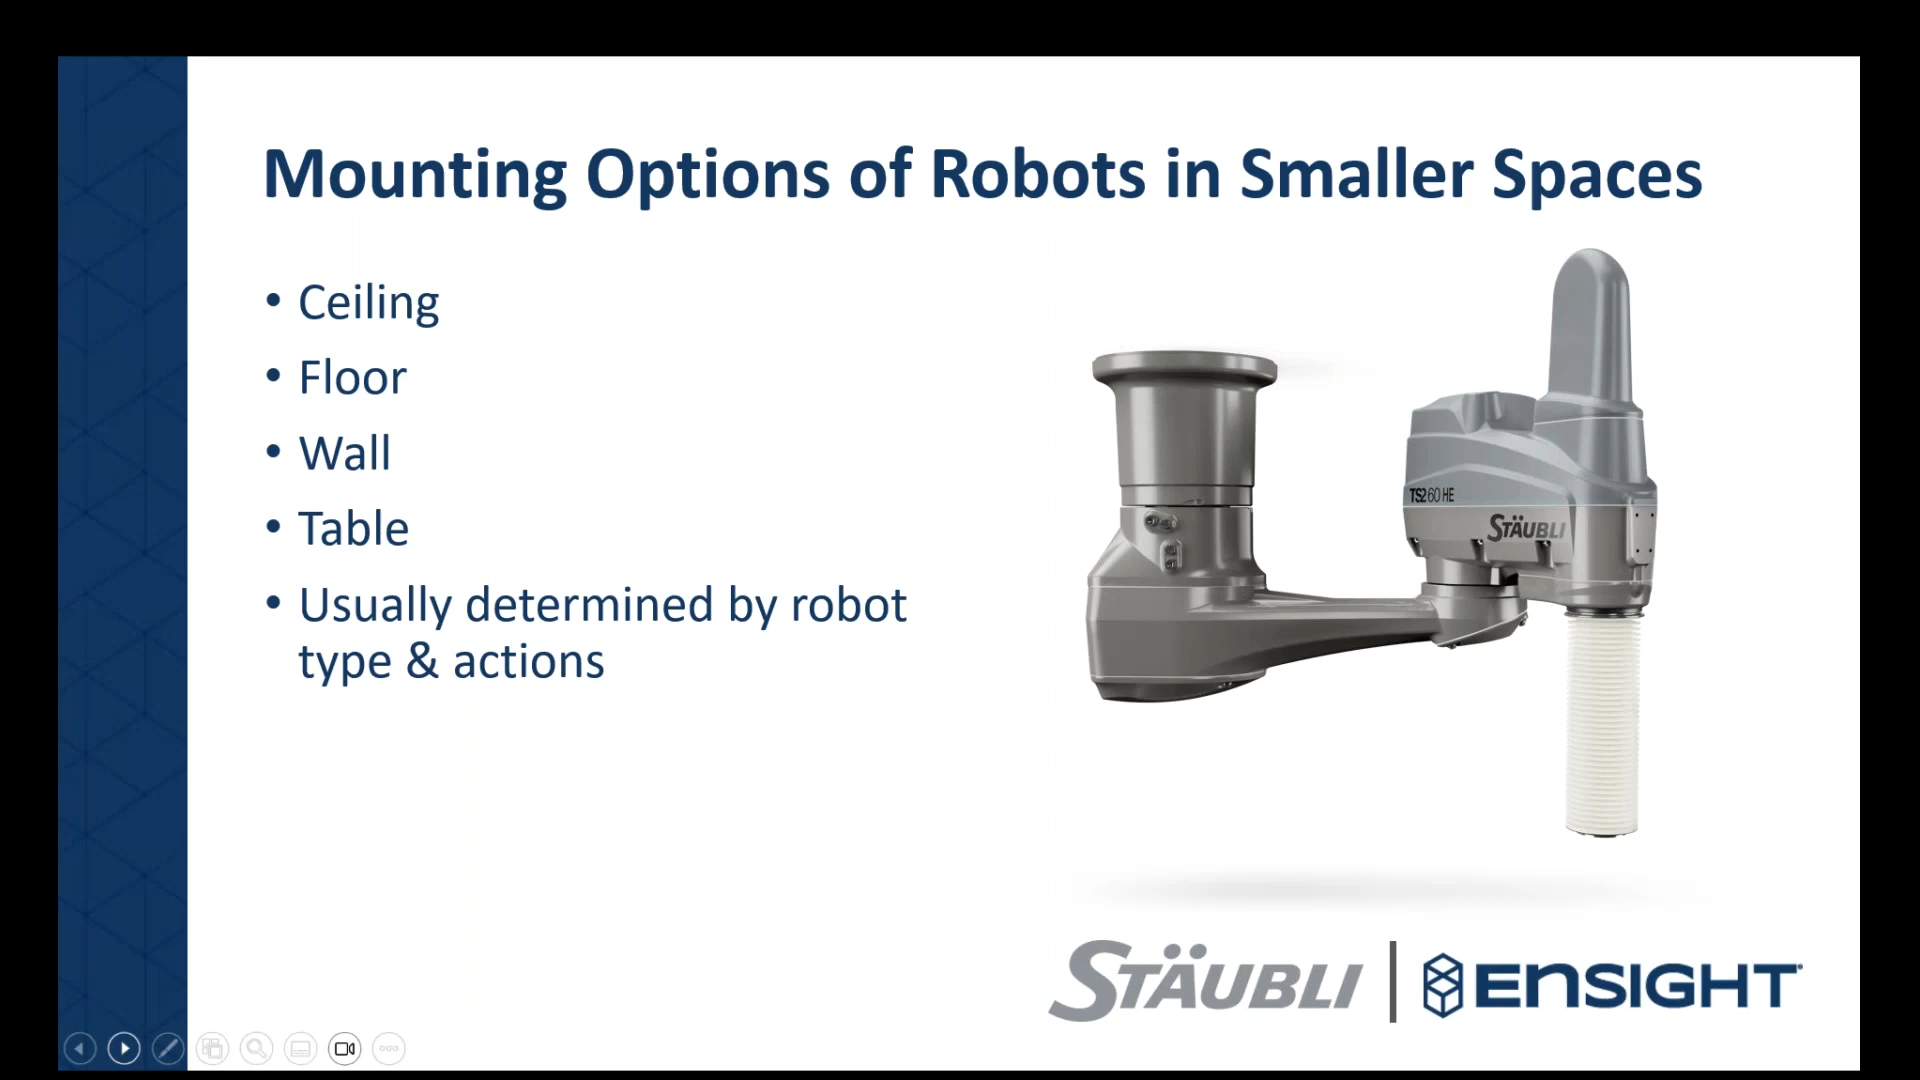 Mounting Options of Robots in Smaller Spaces
• Ceiling
• Floor
• Wall
• Table
• Usually determined by robot
type & actions
TS2 60 HE
STÄUBLI
STÄUBLI | ENSIGHT